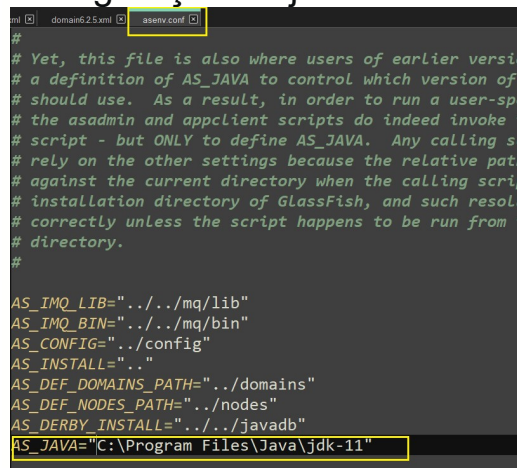 ml domain6.2.5.xml asenv.conf
#
# Yet, this file is also where users of earlier versi
# a definition of AS_JAVA to control which version of
# should use.  As a result, in order to run a user-sp
# the asadmin and appclient scripts do indeed invoke
# script - but ONLY to define AS_JAVA.  Any calling s
# rely on the other settings because the relative pat
# against the current directory when the calling scri
# installation directory of GlassFish, and such resol
# correctly unless the script happens to be run from
# directory.
#
AS_IMQ_LIB="../../mq/lib"
AS_IMQ_BIN="../../mq/bin"
AS_CONFIG="../config"
AS_INSTALL=".."
AS_DEF_DOMAINS_PATH="../domains"
AS_DEF_NODES_PATH="../nodes"
AS_DERBY_INSTALL="../../javadb"
AS_JAVA="C:\Program Files\Java\jdk-11"